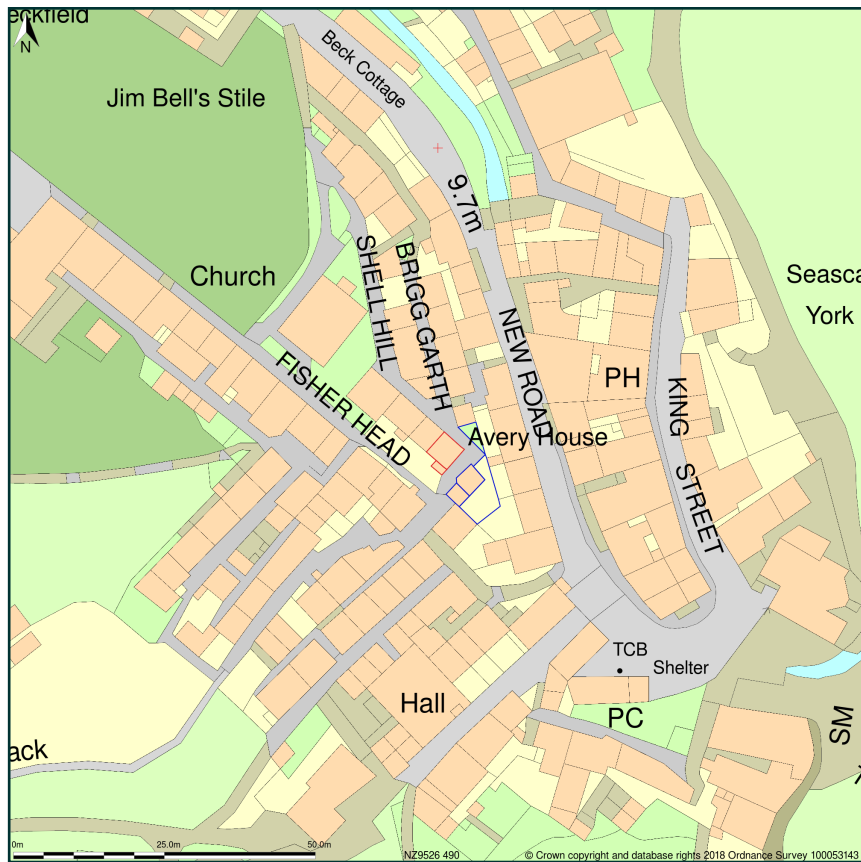 eckfield
N
Beck Cottage
Jim Bell's Stile
9.7m
SHELL HILL
BRIGG GARTH
Church
Seasca
York
NEW ROAD
FISHER HEAD
PH
KING STREET
Avery House
TCB
Shelter
Hall
PC
SM
ack
0m
25.0m
50.0m
NZ9526 490
© Crown copyright and database rights 2018 Ordnance Survey 100053143